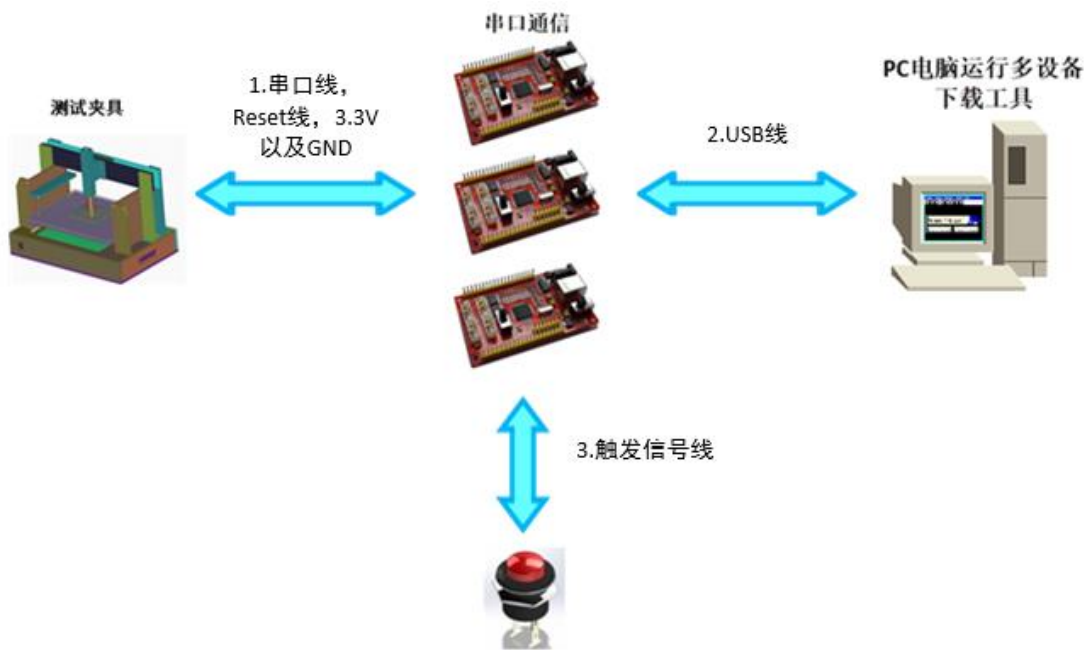 串口通信
PC电脑运行多设备
下载工具
测试夹具
1.串口线，
Reset线，3.3V
以及GND
2.USB线
3.触发信号线